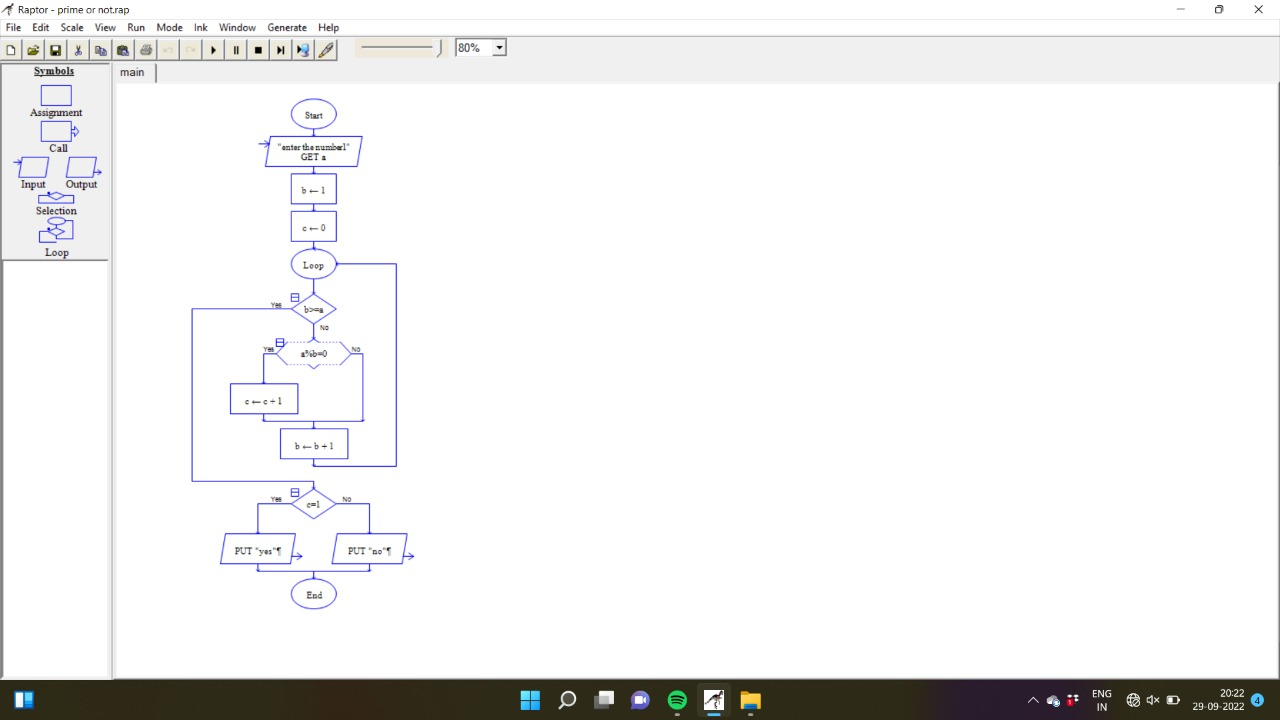 Raptor - prime or not.rap
File Edit Scale View Run Mode Ink Window Generate Help
80%
Symbols
main
Assignment
Call
Input Output
Selection
Loop
Start
"enter the number1"
GET a
b ← 1
c ← 0
Loop
Yes
b>=a
No
Yes
a%b=0
No
c ← c + 1
b ← b + 1
Yes
c=1
No
PUT "yes"¶
PUT "no"¶
End
ENG
IN
20:22
29-09-2022
4